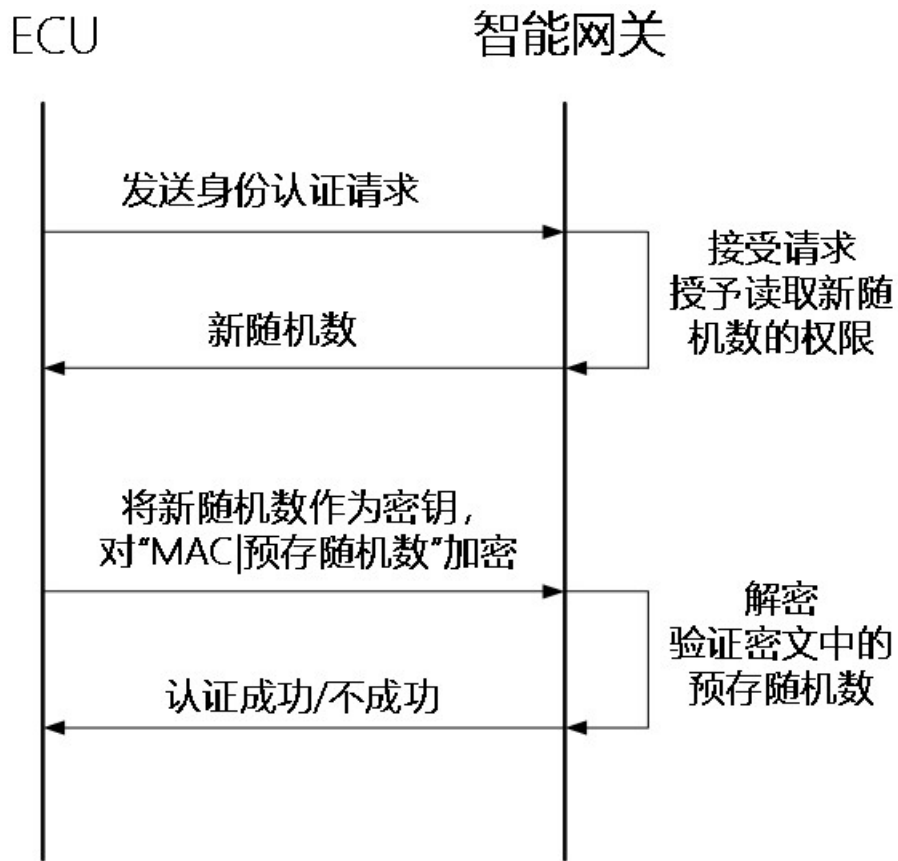 ECU
智能网关
发送身份认证请求
接受请求
授予读取新随
机数的权限
新随机数
将新随机数作为密钥，
对“MAC|预存随机数”加密
解密
验证密文中的
预存随机数
认证成功/不成功